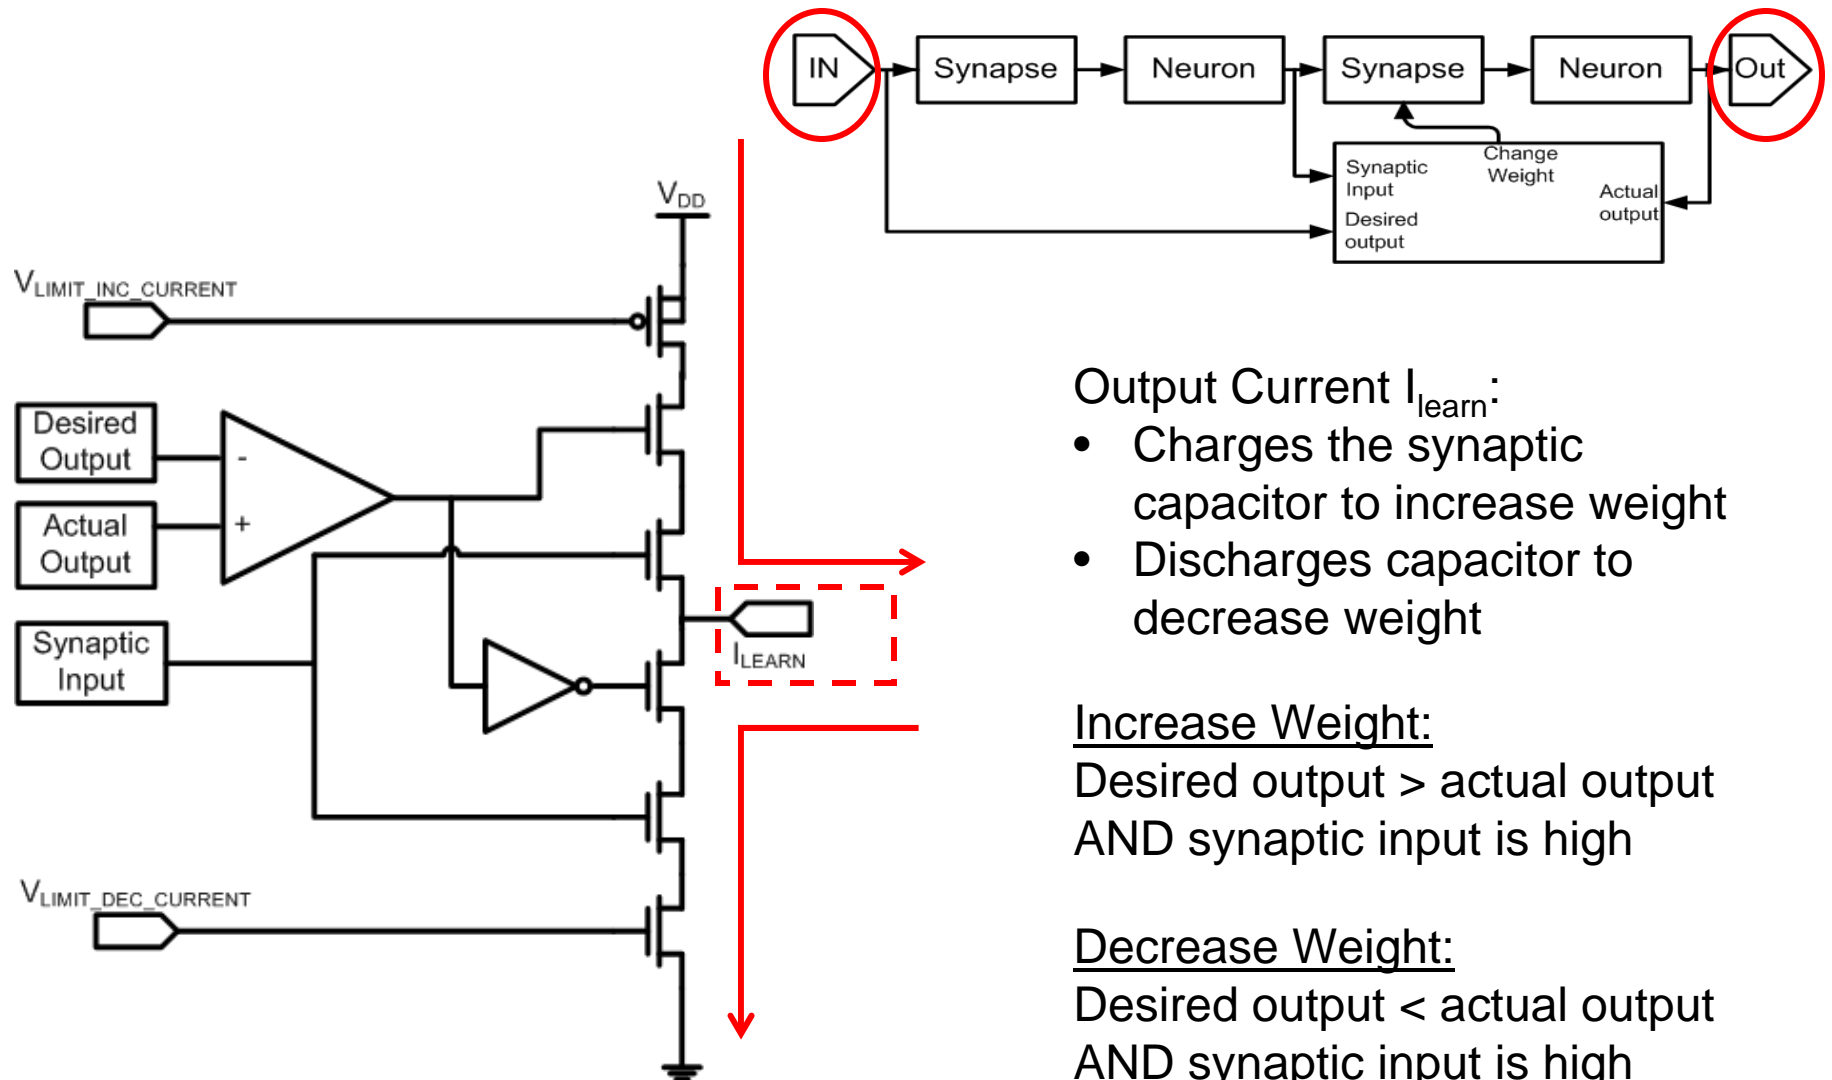 IN
Synapse
Neuron
Synapse
Neuron
Out
Synaptic
Input
Change
Weight
Desired
output
Actual
output
VDD
VLIMIT_INC_CURRENT
Desired
Output
-
Actual
Output
+
Synaptic
Input
ILEARN
VLIMIT_DEC_CURRENT
Output Current Ilearn:
• Charges the synaptic
capacitor to increase weight
• Discharges capacitor to
decrease weight
Increase Weight:
Desired output > actual output
AND synaptic input is high
Decrease Weight:
Desired output < actual output
AND synaptic input is high